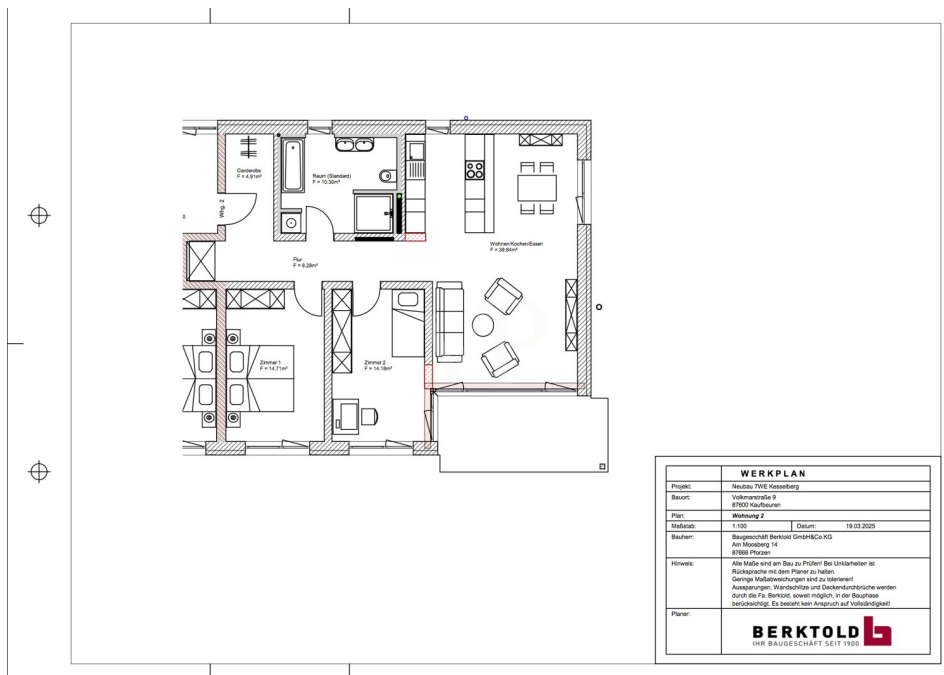 Garderobe
F = 4.91m²
Raum (Standard)
F = 10.30m²
Whg. 2
Wohnen/Kochen/Essen
F = 39.84m²
Flur
F = 8.28m²
Zimmer 1
F = 14.71m²
Zimmer 2
F = 14.18m²
WERKPLAN
Projekt: Neubau 7WE Kesselberg
Bauort: Volkmarstraße 9
87600 Kaufbeuren
Plan: Wohnung 2
Maßstab: 1:100 Datum: 19.03.2025
Bauherr: Baugeschäft Berktold GmbH&Co.KG
Am Moosberg 14
87666 Pforzen
Hinweis: Alle Maße sind am Bau zu Prüfen! Bei Unklarheiten ist
Rücksprache mit dem Planer zu halten.
Geringe Maßabweichungen sind zu tolerieren!
Aussparungen, Wandschlitze und Deckendurchbrüche werden
durch die Fa. Berktold, soweit möglich, in der Bauphase
berücksichtigt. Es besteht kein Anspruch auf Vollständigkeit!
Planer:
BERKTOLD b
IHR BAUGESCHÄFT SEIT 1900